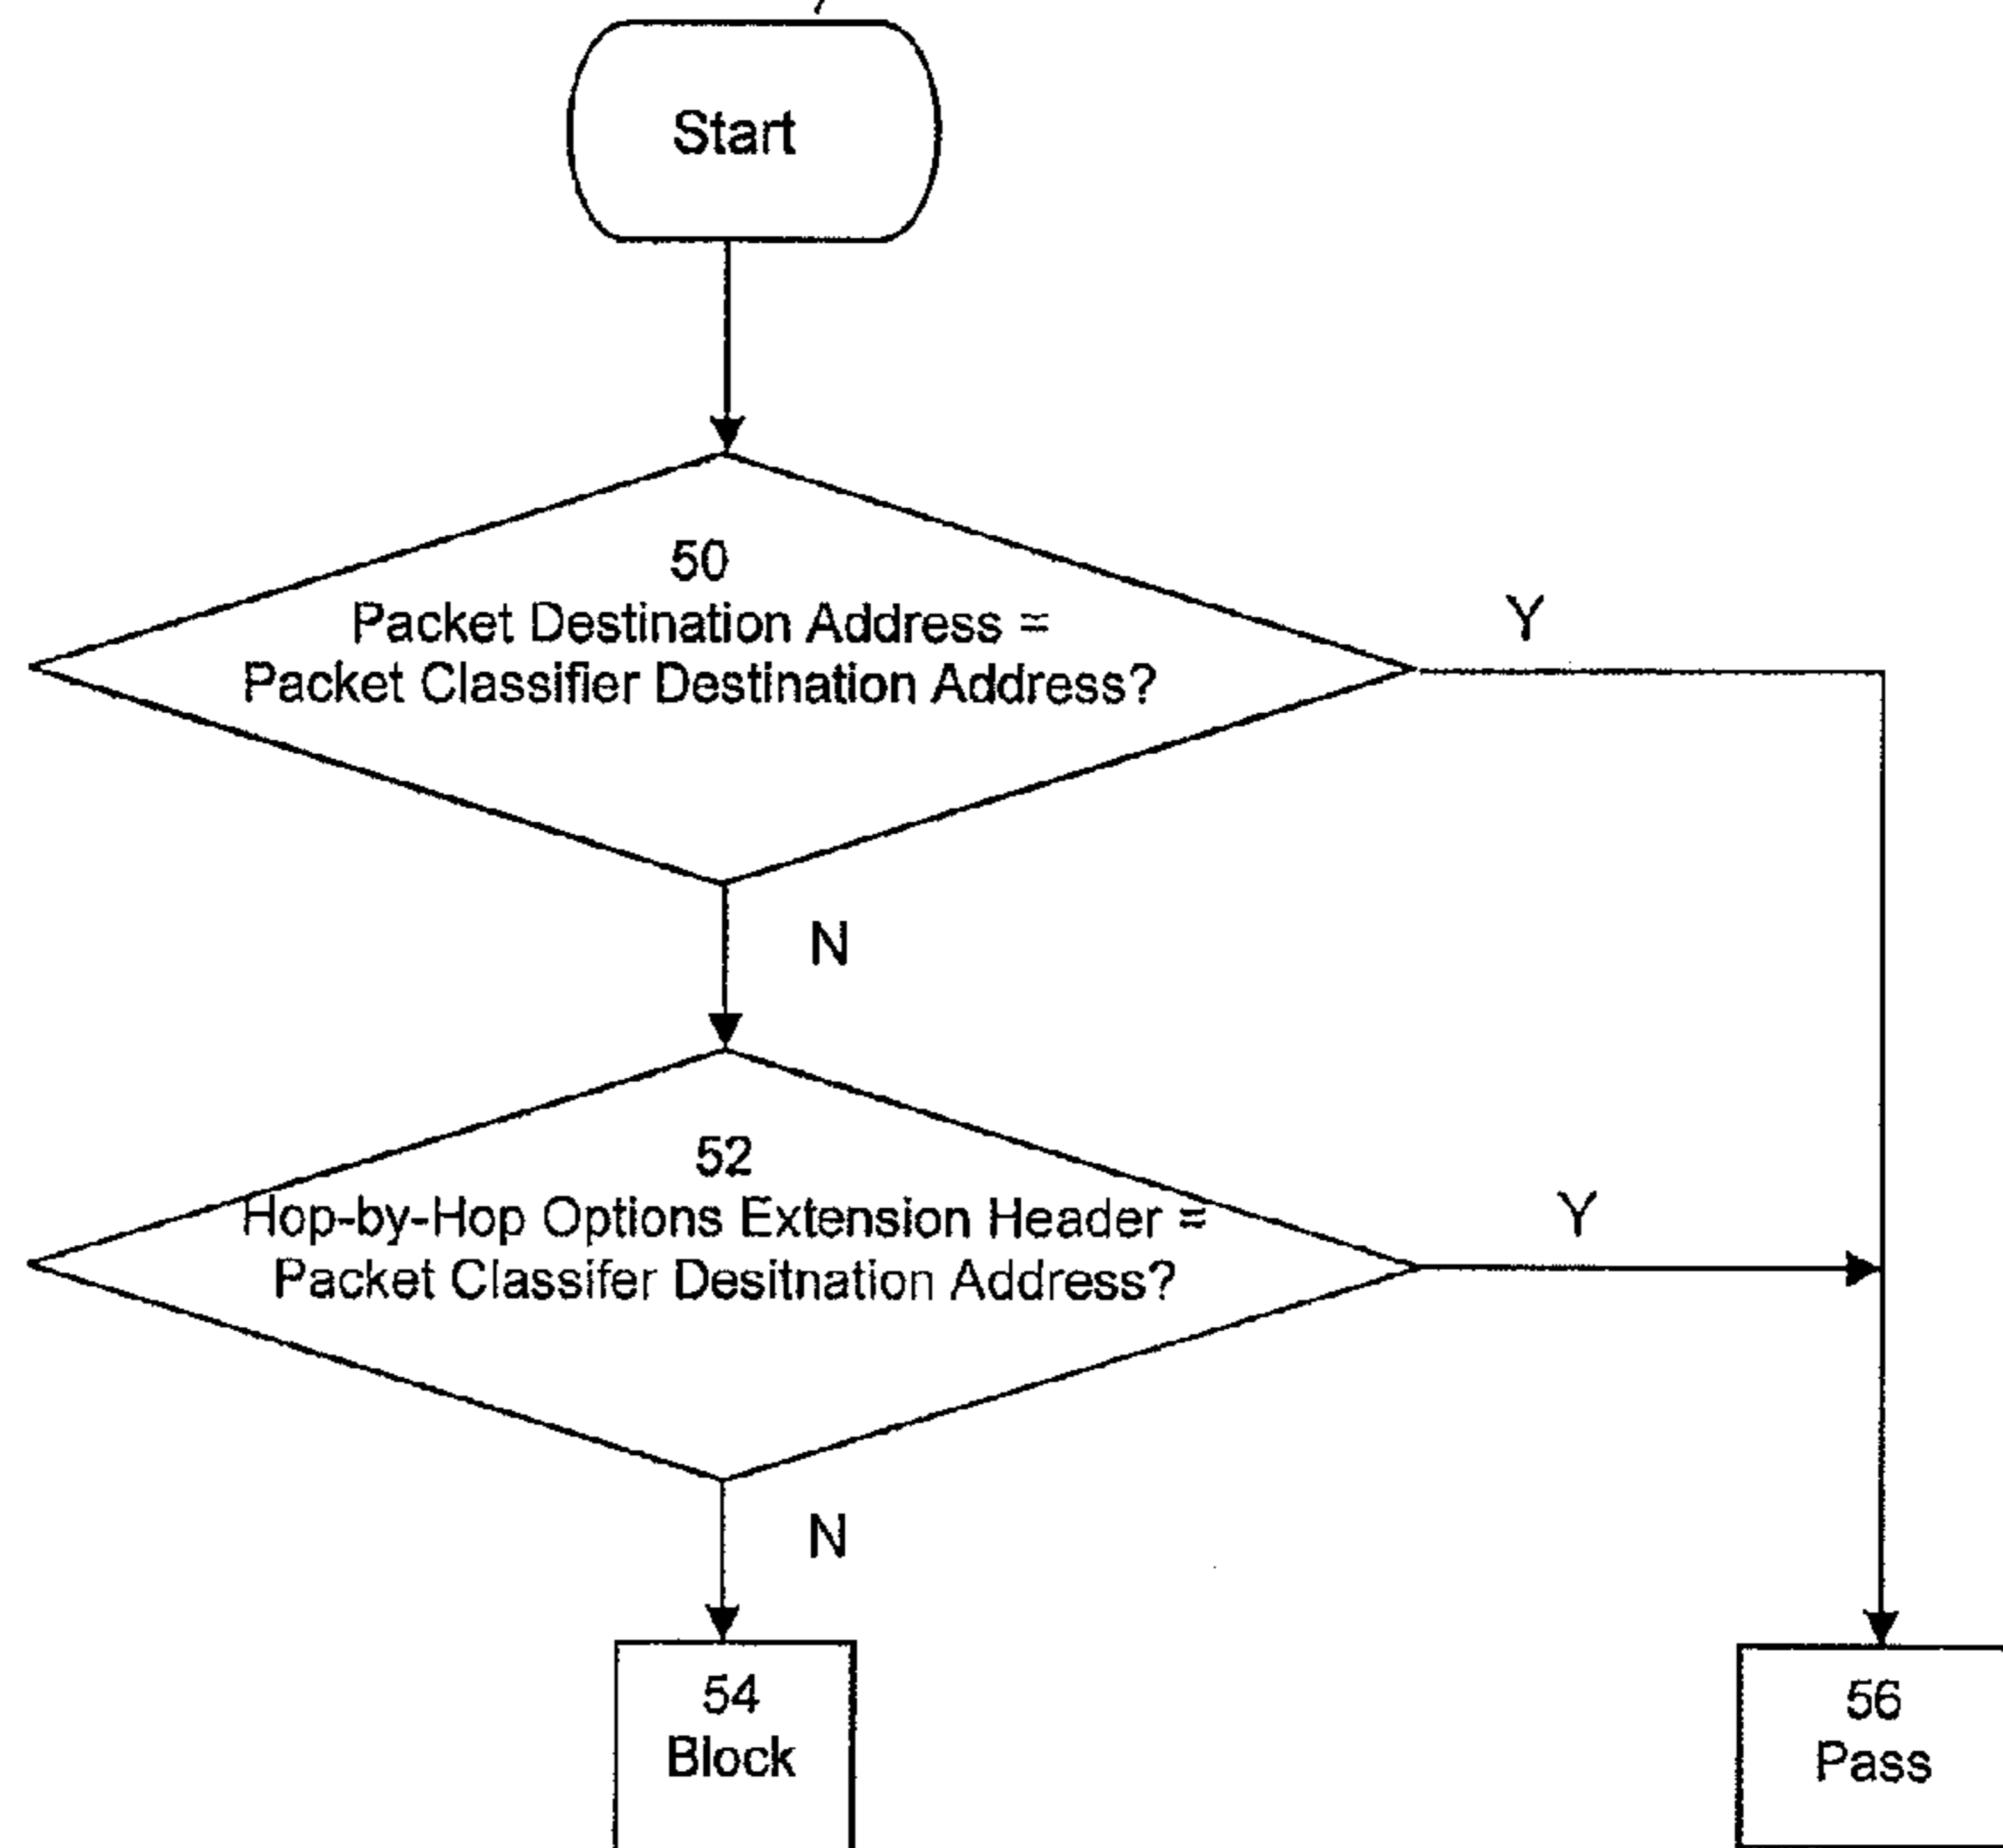 Start
50
Packet Destination Address =
Packet Classifier Destination Address?
Y
N
52
Hop-by-Hop Options Extension Header =
Packet Classifer Desitnation Address?
Y
N
54
Block
56
Pass